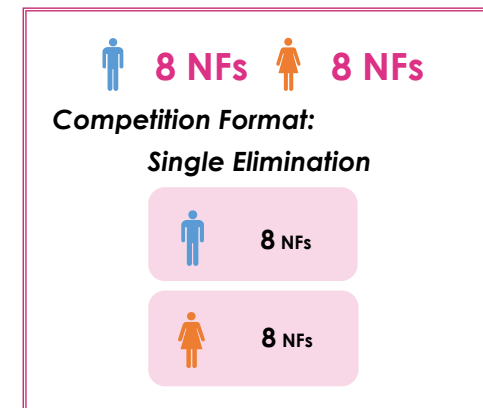 8 NFs 8 NFs
Competition Format:
Single Elimination
8 NFs
8 NFs